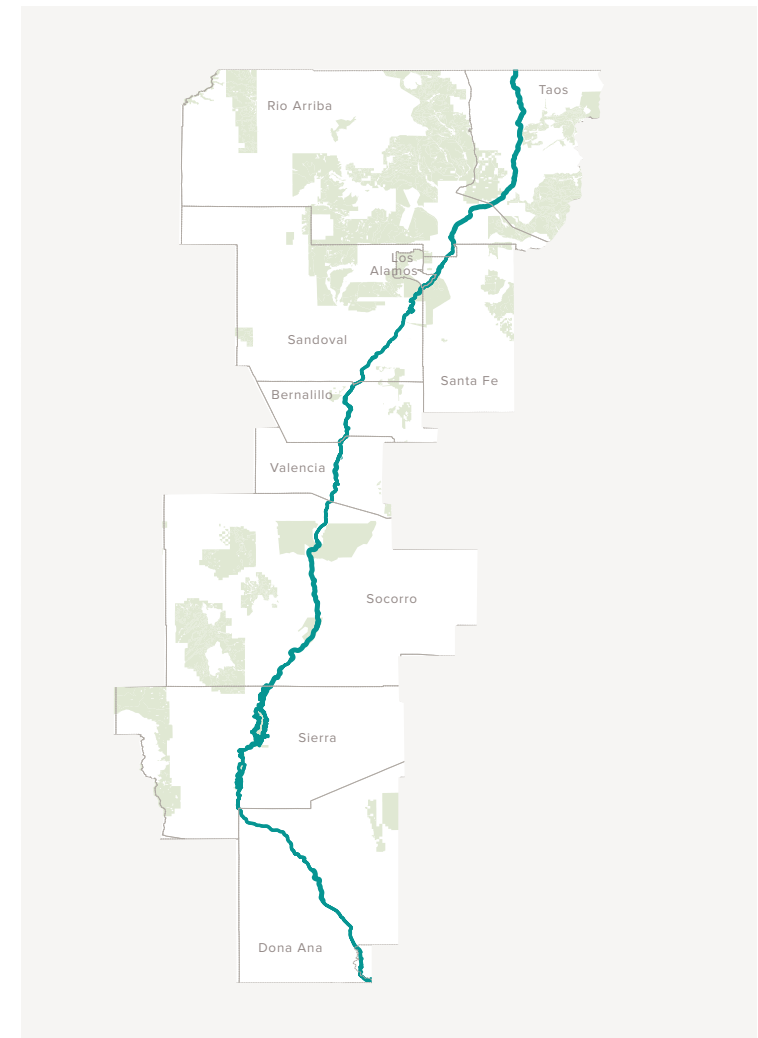 Taos
Rio Arriba
Los
Alamos
Sandoval
Santa Fe
Bernalillo
Valencia
Socorro
Sierra
Dona Ana